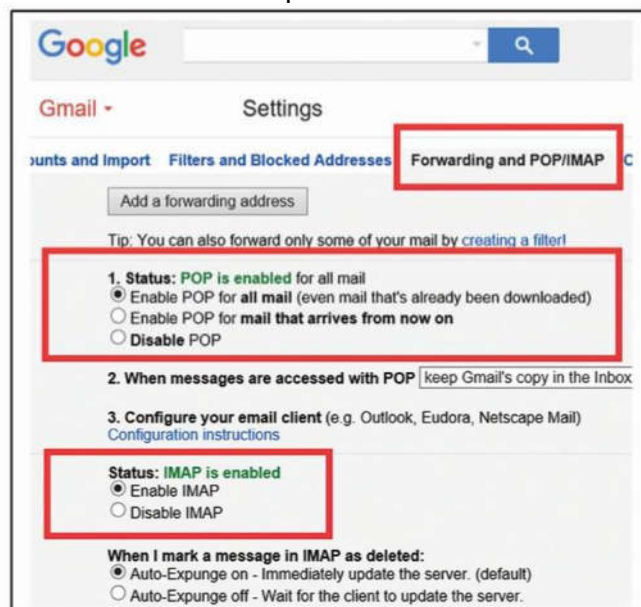 Google
Gmail Settings
unts and Import Filters and Blocked Addresses Forwarding and POP/IMAP C
Add a forwarding address
Tip: You can also forward only some of your mail by creating a filter!
1. Status: POP is enabled for all mail
Enable POP for all mail (even mail that's already been downloaded)
Enable POP for mail that arrives from now on
Disable POP
2. When messages are accessed with POP keep Gmail's copy in the Inbox
3. Configure your email client (e.g. Outlook, Eudora, Netscape Mail)
Configuration instructions
Status: IMAP is enabled
Enable IMAP
Disable IMAP
When I mark a message in IMAP as deleted:
Auto-Expunge on - Immediately update the server. (default)
Auto-Expunge off - Wait for the client to update the server.